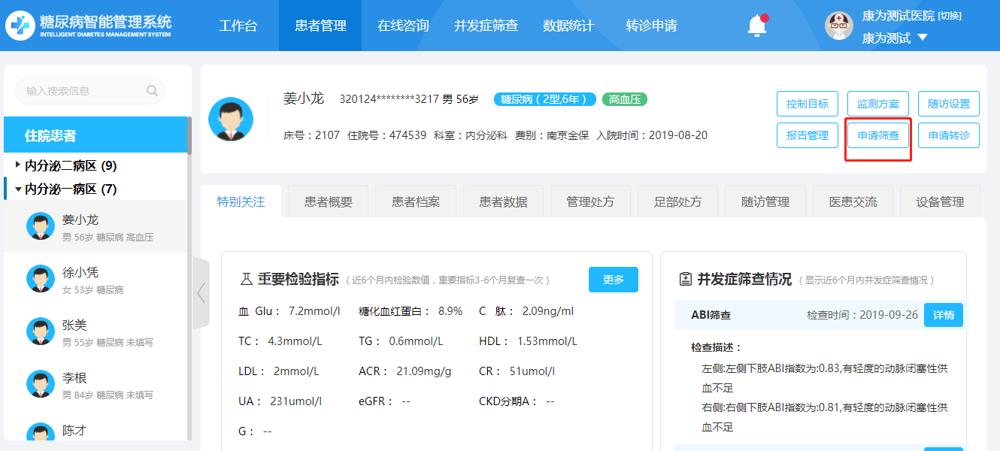 糖尿病智能管理系统
INTELLIGENT DIABETES MANAGEMENT SYSTEM
工作台 患者管理 在线咨询 并发症筛查 数据统计 转诊申请
康为测试医院 [切换]
康为测试
输入搜索信息
住院患者
内分泌二病区 (9)
内分泌一病区 (7)
姜小龙
男 56岁 糖尿病 高血压
徐小凭
女 53岁 糖尿病
张美
男 55岁 糖尿病 未填写
李根
男 84岁 糖尿病 未填写
陈才
姜小龙 320124********3217 男 56岁 糖尿病（2型,6年） 高血压
床号：2107 住院号：474539 科室：内分泌科 费别：南京金保 入院时间：2019-08-20
控制目标 监测方案 随访设置
报告管理 申请筛查 申请转诊
特别关注 患者概要 患者档案 患者数据 管理处方 足部处方 随访管理 医患交流 设备管理
重要检验指标 （近6个月内检验数值，重要指标3-6个月复查一次） 更多
血 Glu： 7.2mmol/l 糖化血红蛋白： 8.9% C 肽： 2.09ng/ml
TC： 4.3mmol/L TG： 0.6mmol/L HDL： 1.53mmol/L
LDL： 2mmol/L ACR： 21.09mg/g CR： 51umol/l
UA： 231umol/l eGFR： -- CKD分期A： --
G： --
并发症筛查情况 （显示近6个月内并发症筛查情况）
ABI筛查 检查时间：2019-09-26 详情
检查描述：
左侧:左侧下肢ABI指数为:0.83,有轻度的动脉闭塞性供
血不足
右侧:右侧下肢ABI指数为:0.81,有轻度的动脉闭塞性供
血不足